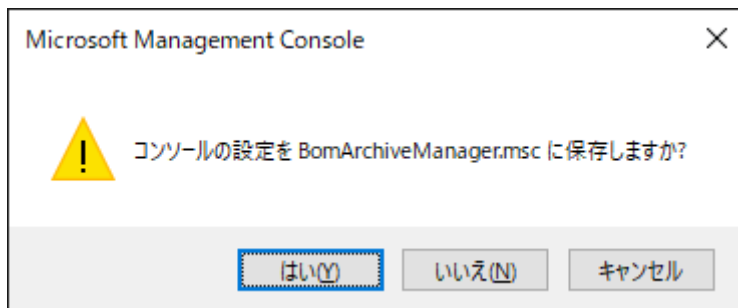 Microsoft Management Console
コンソールの設定を BomArchiveManager.msc に保存しますか?
はい(Y)
いいえ(N)
キャンセル